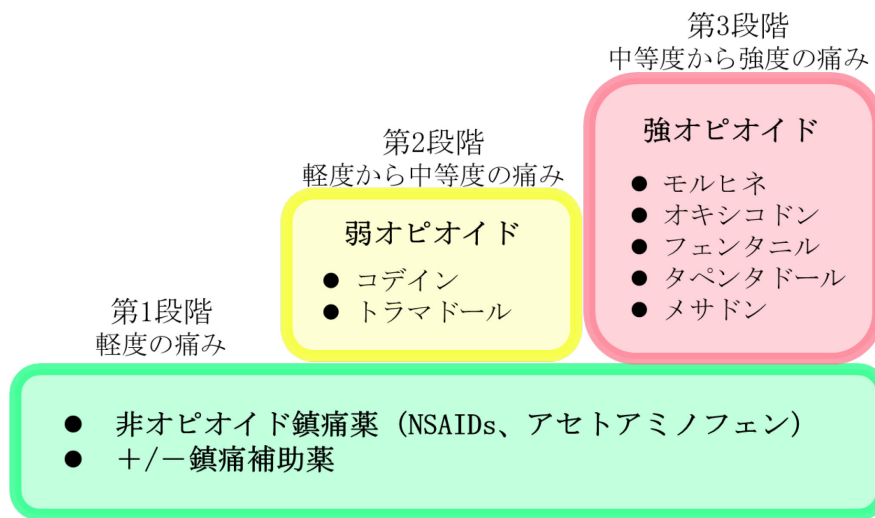 第3段階
中等度から強度の痛み
強オピオイド
● モルヒネ
● オキシコドン
● フェンタニル
● タペンタドール
● メサドン
第2段階
軽度から中等度の痛み
弱オピオイド
● コデイン
● トラマドール
第1段階
軽度の痛み
● 非オピオイド鎮痛薬 (NSAIDs、アセトアミノフェン)
● +/−鎮痛補助薬